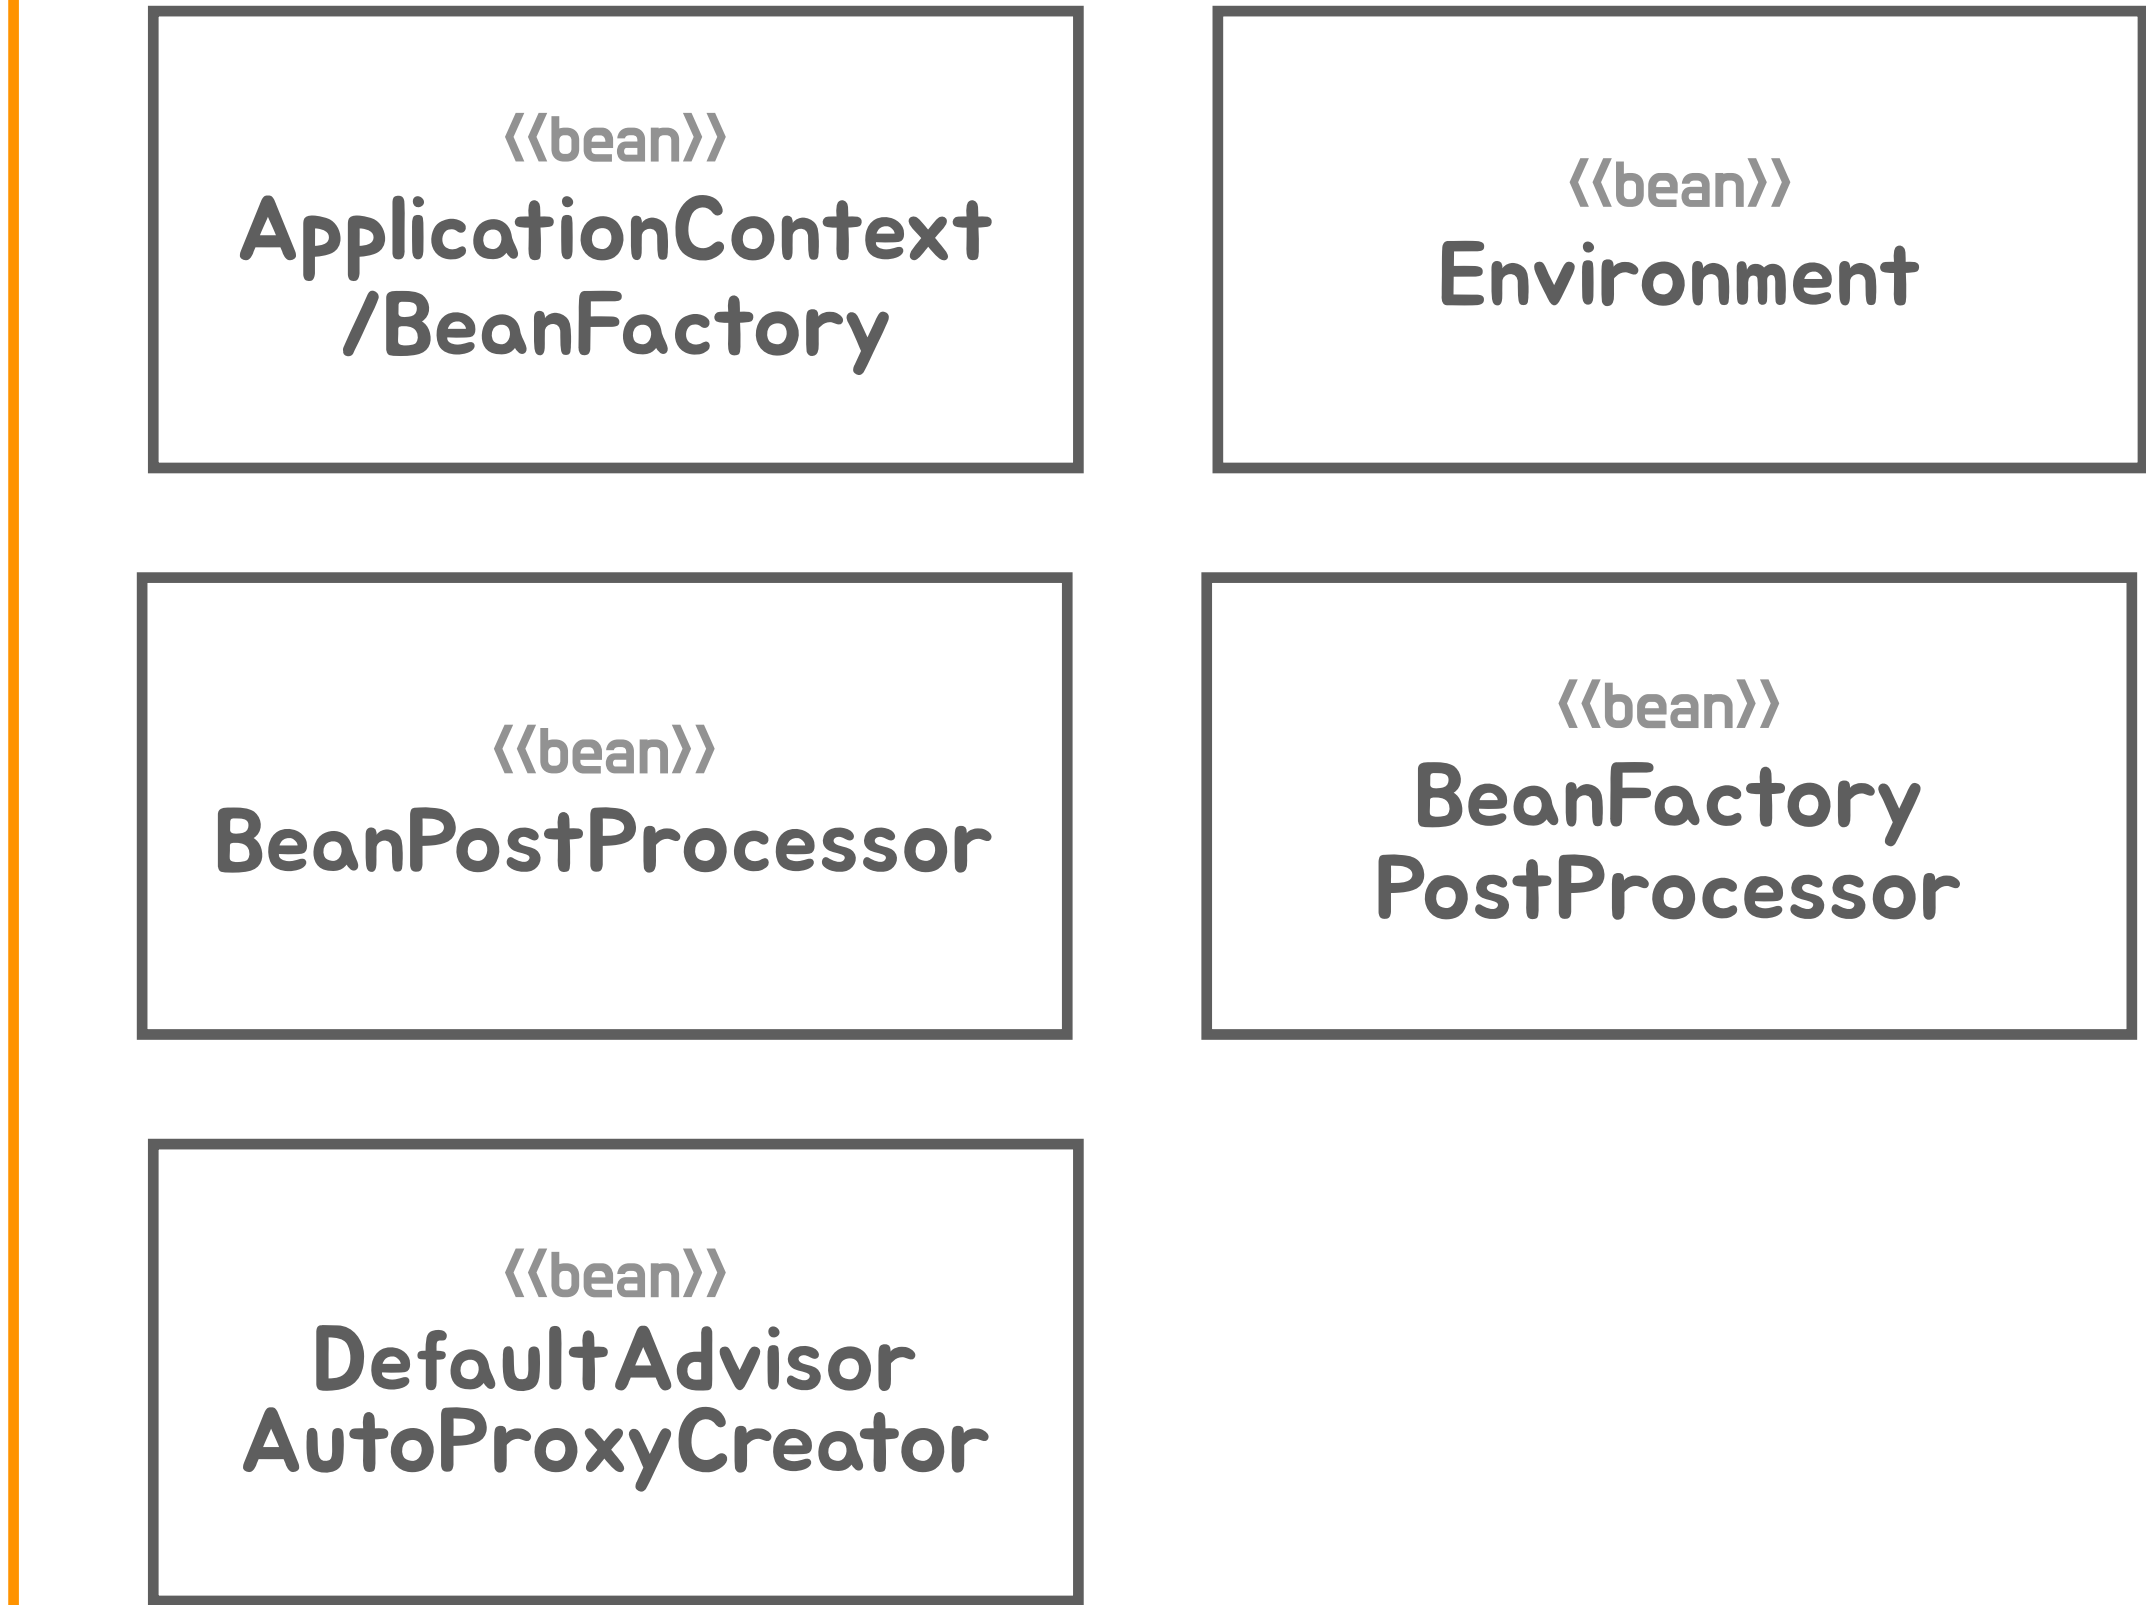 <<bean>>
ApplicationContext
/BeanFactory
<<bean>>
Environment
<<bean>>
BeanPostProcessor
<<bean>>
BeanFactory
PostProcessor
<<bean>>
DefaultAdvisor
AutoProxyCreator